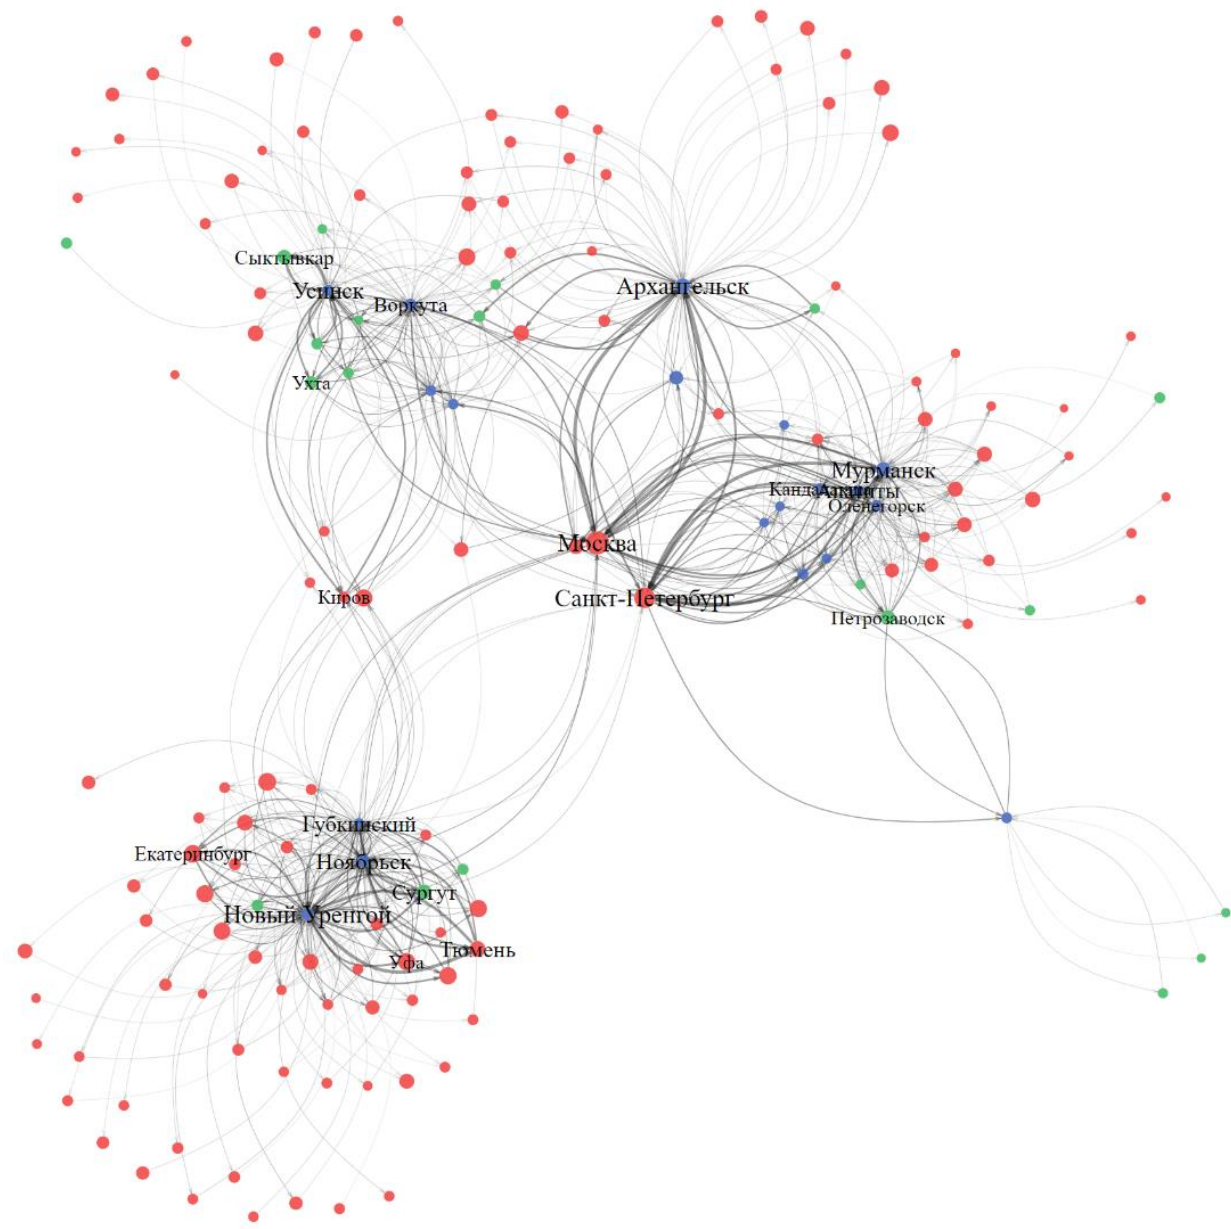 Сыктывкар
Усинск
Воркута
Архангельск
Ухта
Мурманск
Апатиты
Оленегорск
Москва
Киров
Санкт-Петербург
Петрозаводск
Губкинский
Екатеринбург
Ноябрьск
Сургут
Новый Уренгой
Тюмень
Уфа